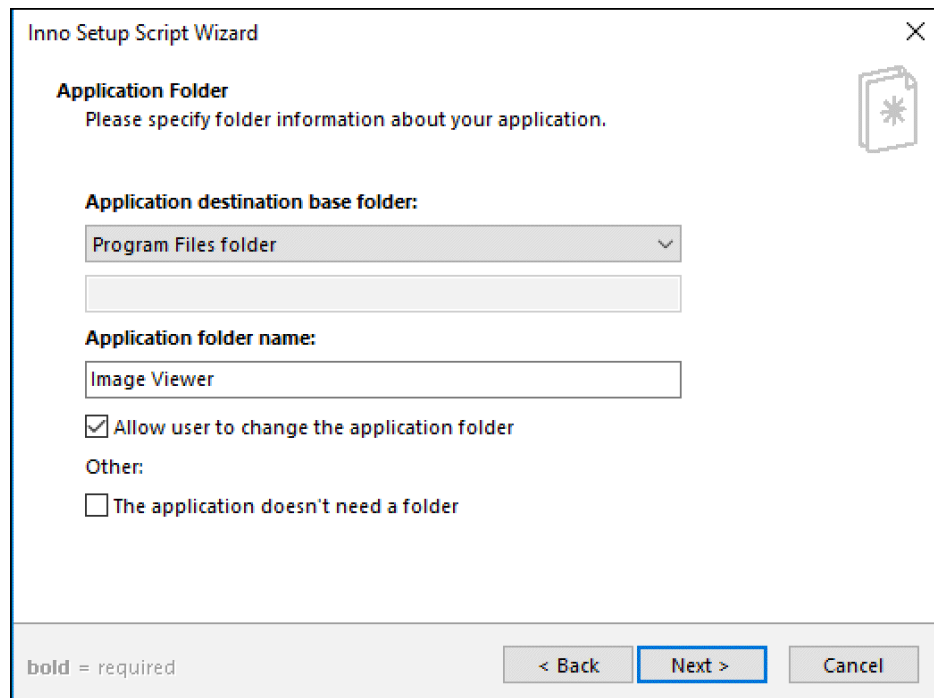 Inno Setup Script Wizard
Application Folder
Please specify folder information about your application.
Application destination base folder:
Program Files folder
Application folder name:
Image Viewer
Allow user to change the application folder
Other:
The application doesn't need a folder
bold = required
< Back
Next >
Cancel